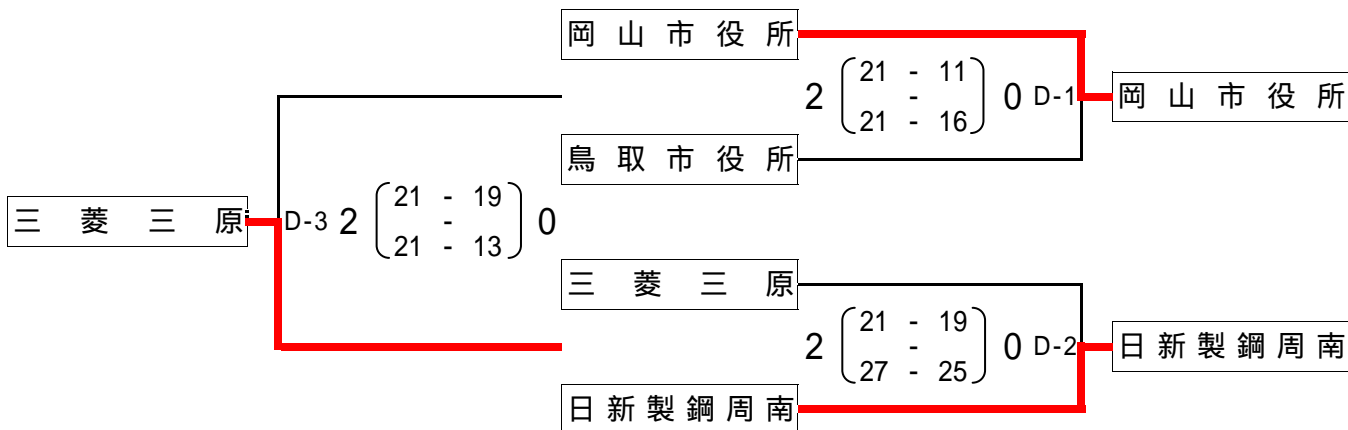 岡山市役所
2 21 - 11 0 D-1
-
21 - 16
岡山市役所
鳥取市役所
三菱三原
D-3 2 21 - 19 0
-
21 - 13
三菱三原
2 21 - 19 0 D-2
-
27 - 25
日新製鋼周南
日新製鋼周南